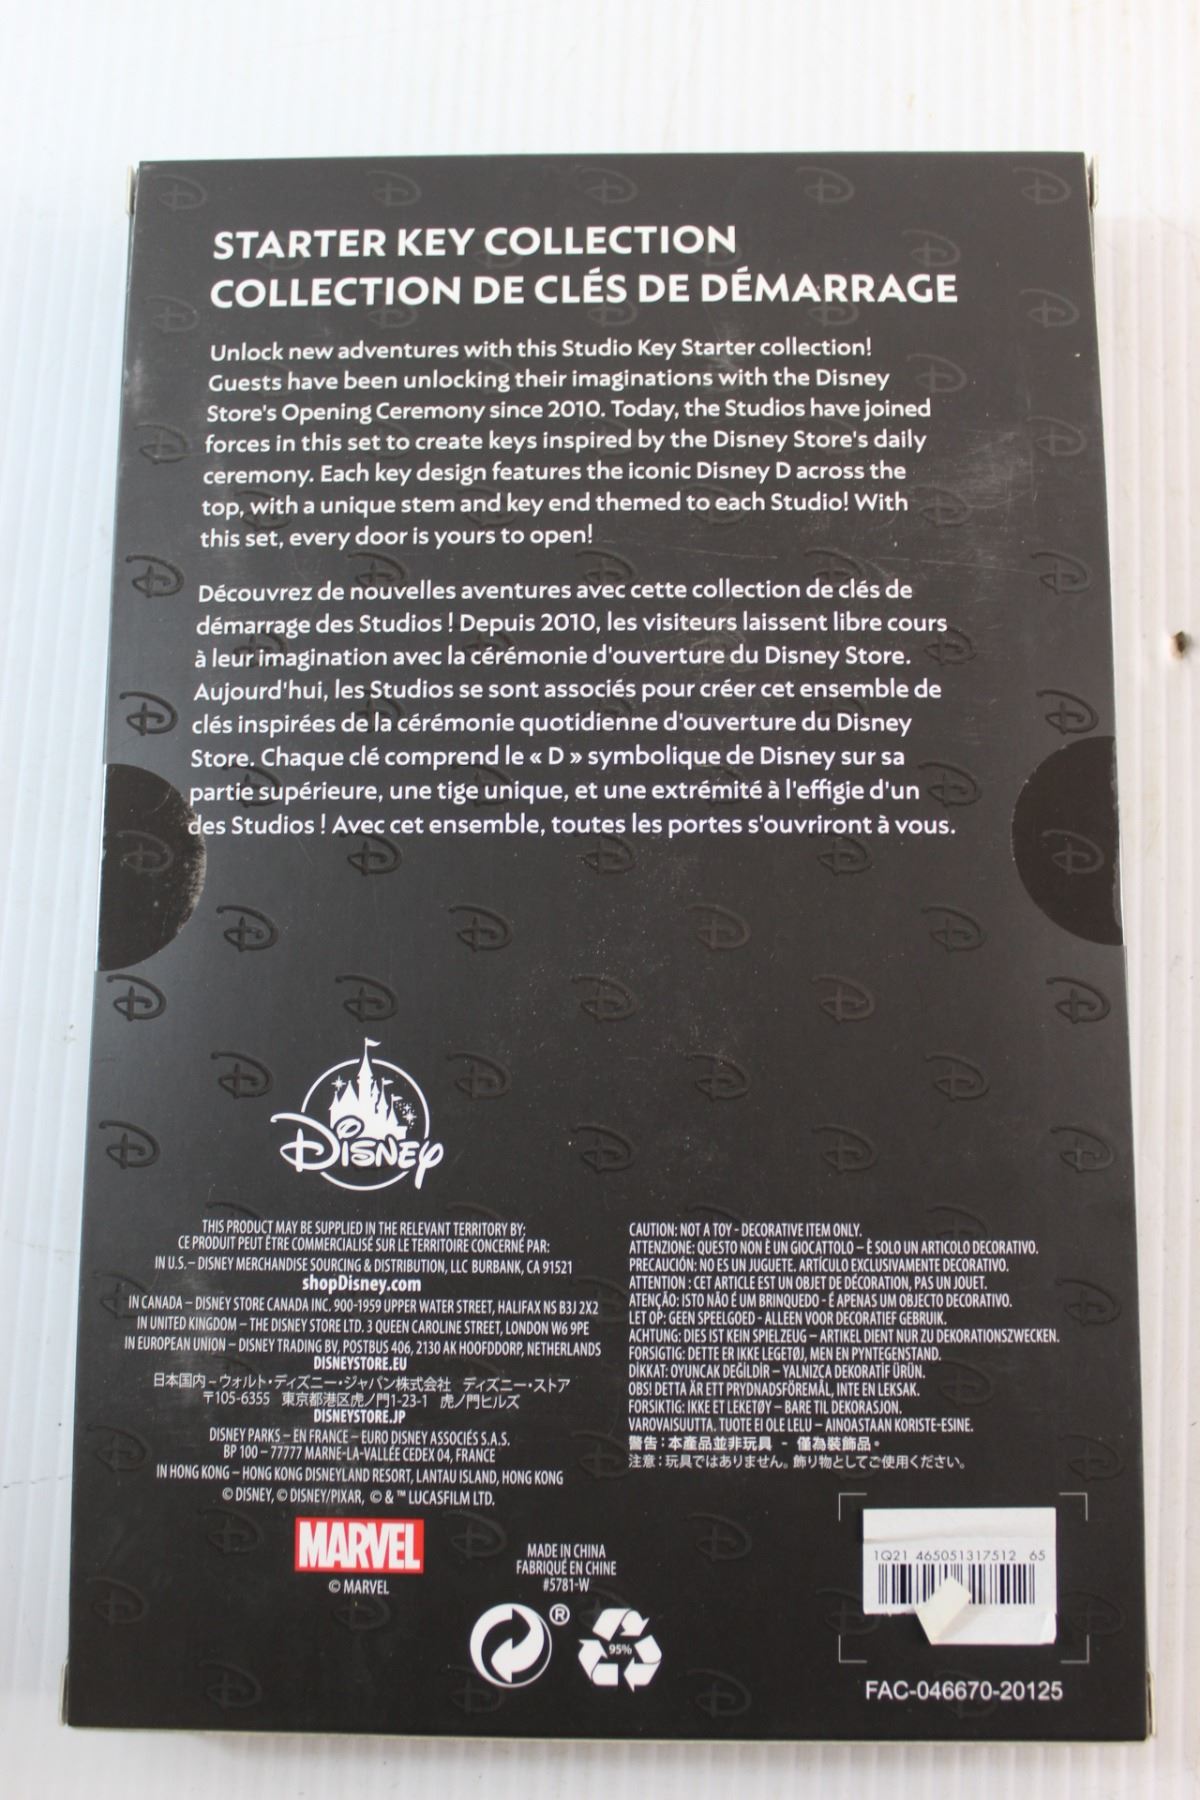 STARTER KEY COLLECTION
COLLECTION DE CLÉS DE DÉMARRAGE
Unlock new adventures with this Studio Key Starter collection!
Guests have been unlocking their imaginations with the Disney
Store's Opening Ceremony since 2010. Today, the Studios have joined
forces in this set to create keys inspired by the Disney Store's daily
ceremony. Each key design features the iconic Disney D across the
top, with a unique stem and key end themed to each Studio! With
this set, every door is yours to open!
Découvrez de nouvelles aventures avec cette collection de clés de
démarrage des Studios ! Depuis 2010, les visiteurs laissent libre cours
à leur imagination avec la cérémonie d'ouverture du Disney Store.
Aujourd'hui, les Studios se sont associés pour créer cet ensemble de
clés inspirées de la cérémonie quotidienne d'ouverture du Disney
Store. Chaque clé comprend le « D » symbolique de Disney sur sa
partie supérieure, une tige unique, et une extrémité à l'effigie d'un
des Studios ! Avec cet ensemble, toutes les portes s'ouvriront à vous.
DISNEY
THIS PRODUCT MAY BE SUPPLIED IN THE RELEVANT TERRITORY BY:
CE PRODUIT PEUT ÊTRE COMMERCIALISÉ SUR LE TERRITOIRE CONCERNÉ PAR:
IN U.S. – DISNEY MERCHANDISE SOURCING & DISTRIBUTION, LLC BURBANK, CA 91521
shopDisney.com
IN CANADA – DISNEY STORE CANADA INC. 900-1959 UPPER WATER STREET, HALIFAX NS B3J 2X2
IN UNITED KINGDOM – THE DISNEY STORE LTD. 3 QUEEN CAROLINE STREET, LONDON W6 9PE
IN EUROPEAN UNION – DISNEY TRADING BV, POSTBUS 406, 2130 AK HOOFDDORP, NETHERLANDS
DISNEYSTORE.EU
日本国内 – ウォルト・ディズニー・ジャパン株式会社 ディズニー・ストア
〒105-6355 東京都港区虎ノ門1-23-1 虎ノ門ヒルズ
DISNEYSTORE.JP
DISNEY PARKS – EN FRANCE – EURO DISNEY ASSOCIÉS S.A.S.
BP 100 – 77777 MARNE-LA-VALLÉE CEDEX 04, FRANCE
IN HONG KONG – HONG KONG DISNEYLAND RESORT, LANTAU ISLAND, HONG KONG
© DISNEY, © DISNEY/PIXAR, © & ™ LUCASFILM LTD.
MARVEL
© MARVEL
MADE IN CHINA
FABRIQUÉ EN CHINE
#5781-W
®
95%
CAUTION: NOT A TOY - DECORATIVE ITEM ONLY.
ATTENZIONE: QUESTO NON È UN GIOCATTOLO – È SOLO UN ARTICOLO DECORATIVO.
PRECAUCIÓN: NO ES UN JUGUETE. ARTÍCULO EXCLUSIVAMENTE DECORATIVO.
ATTENTION : CET ARTICLE EST UN OBJET DE DÉCORATION, PAS UN JOUET.
ATENÇÃO: ISTO NÃO É UM BRINQUEDO - É APENAS UM OBJECTO DECORATIVO.
LET OP: GEEN SPEELGOED - ALLEEN VOOR DECORATIEF GEBRUIK.
ACHTUNG: DIES IST KEIN SPIELZEUG – ARTIKEL DIENT NUR ZU DEKORATIONSZWECKEN.
FORSIGTIG: DETTE ER IKKE LEGETØJ, MEN EN PYNTEGENSTAND.
DİKKAT: OYUNCAK DEĞİLDİR – YALNIZCA DEKORATİF ÜRÜN.
OBS! DETTA ÄR ETT PRYDNADSFÖREMÅL, INTE EN LEKSAK.
FORSIKTIG: IKKE ET LEKETØY – BARE TIL DEKORASJON.
VAROVAISUUTTA. TUOTE EI OLE LELU – AINOASTAAN KORISTE-ESINE.
警告：本產品並非玩具 - 僅為裝飾品。
注意：玩具ではありません。飾り物としてご使用ください。
1Q21 465051317512 65
FAC-046670-20125